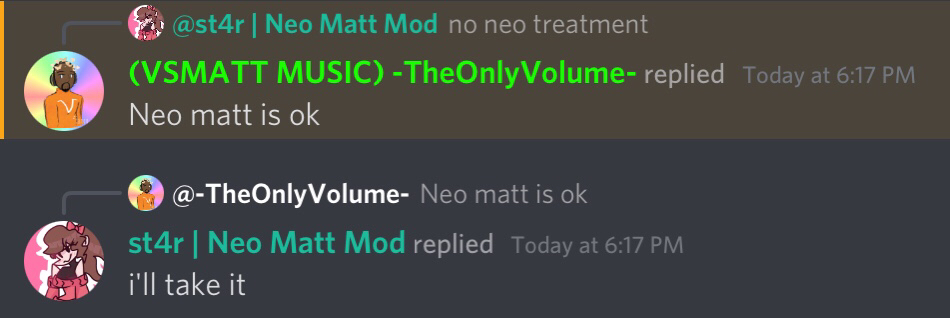 @st4r | Neo Matt Mod no neo treatment
(VSMATT MUSIC) -TheOnlyVolume- replied Today at 6:17 PM
Neo matt is ok
@-TheOnlyVolume- Neo matt is ok
st4r | Neo Matt Mod replied Today at 6:17 PM
i'll take it